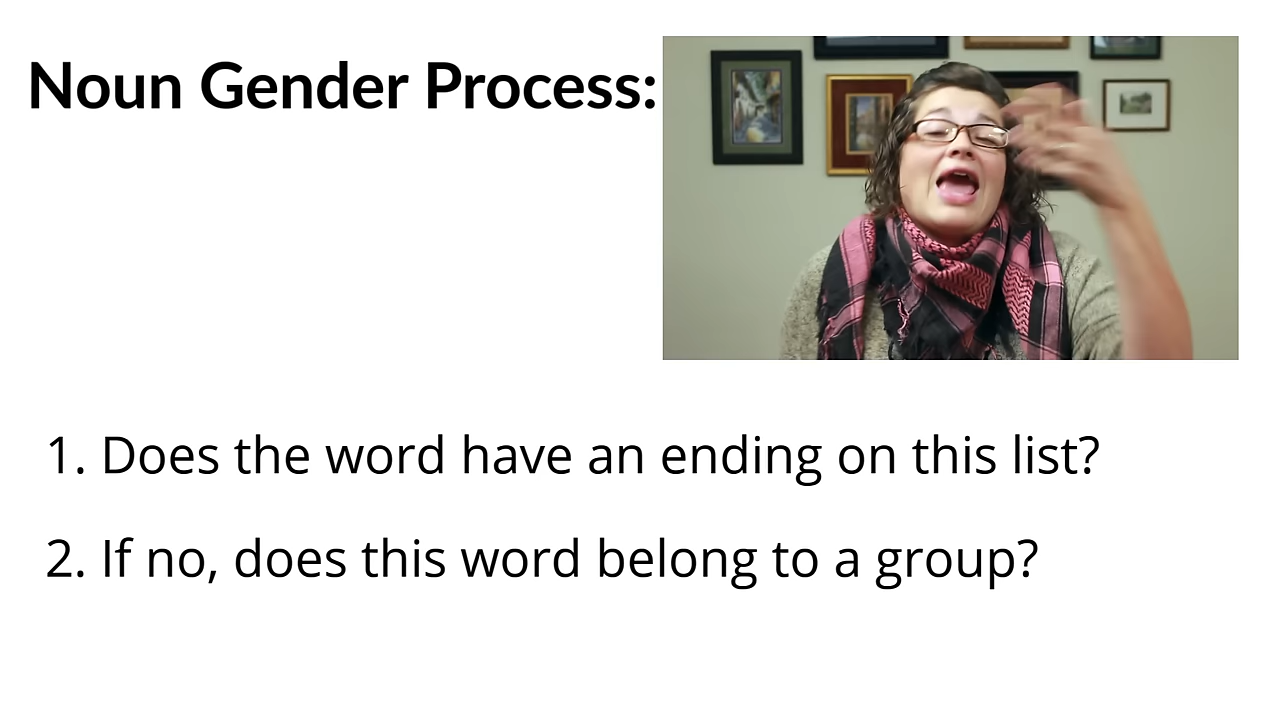 Noun Gender Process:
1. Does the word have an ending on this list?
2. If no, does this word belong to a group?